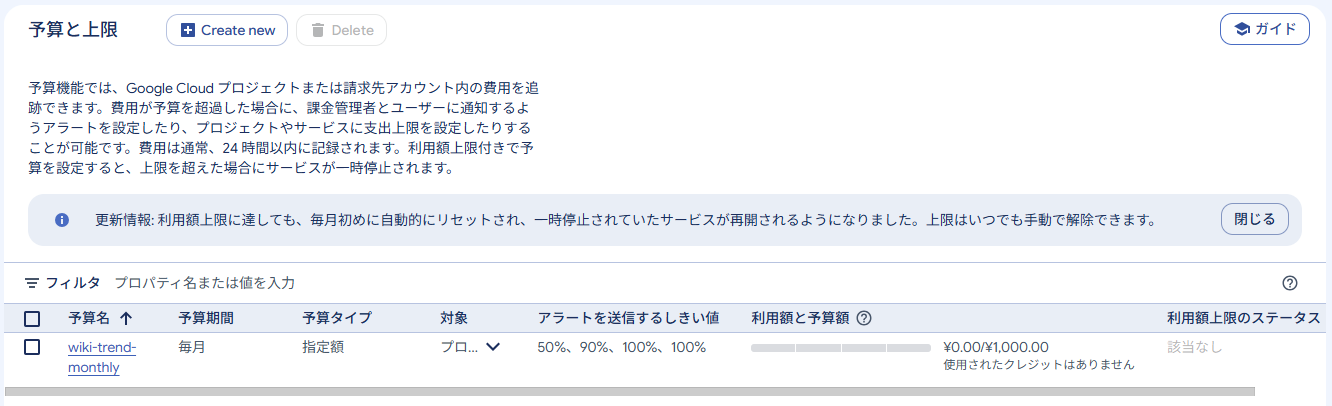 予算と上限
Create new
Delete
ガイド
予算機能では、Google Cloud プロジェクトまたは請求先アカウント内の費用を追
跡できます。費用が予算を超過した場合に、課金管理者とユーザーに通知するよ
うアラートを設定したり、プロジェクトやサービスに支出上限を設定したりする
ことが可能です。費用は通常、24 時間以内に記録されます。利用額上限付きで予
算を設定すると、上限を超えた場合にサービスが一時停止されます。
更新情報: 利用額上限に達しても、毎月初めに自動的にリセットされ、一時停止されていたサービスが再開されるようになりました。上限はいつでも手動で解除できます。
閉じる
フィルタ プロパティ名または値を入力
予算名 予算期間 予算タイプ 対象 アラートを送信するしきい値 利用額と予算額 利用額上限のステータス
wiki-trend- 毎月 指定額 プロ... 50%、90%、100%、100% ¥0.00/¥1,000.00 該当なし
monthly 使用されたクレジットはありません